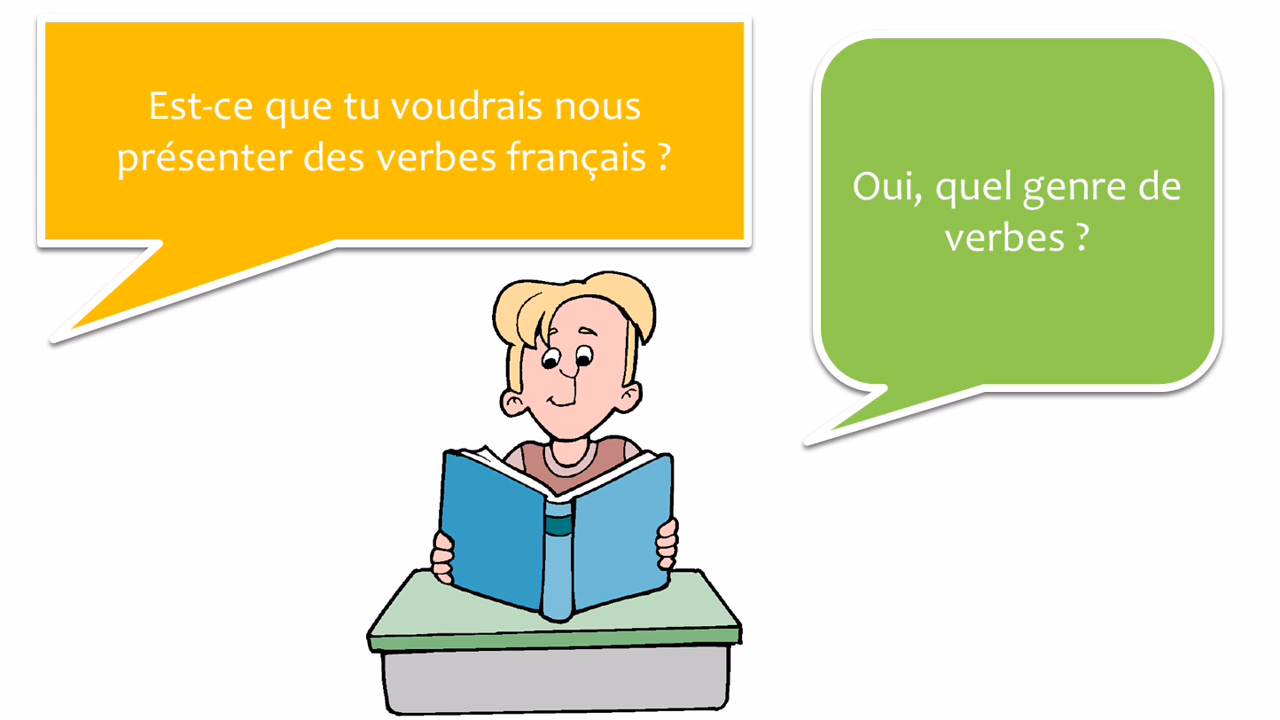 Est-ce que tu voudrais nous
présenter des verbes français ?
Oui, quel genre de
verbes ?